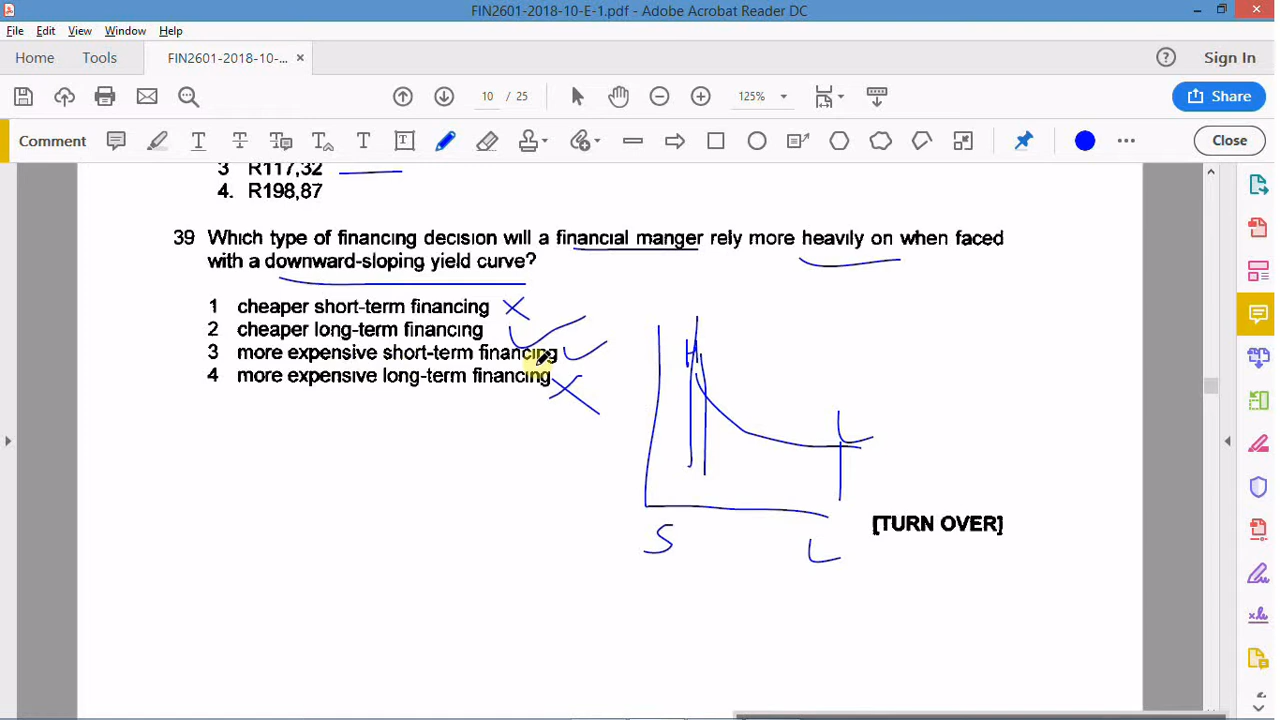 FIN2601-2018-10-E-1.pdf - Adobe Acrobat Reader DC
File Edit View Window Help
Home Tools FIN2601-2018-10-... × Sign In
10 / 25 125% Share
Comment Close
3 R117,32
4. R198,87
39 Which type of financing decision will a financial manger rely more heavily on when faced
with a downward-sloping yield curve?
1 cheaper short-term financing
2 cheaper long-term financing
3 more expensive short-term financing
4 more expensive long-term financing
H
L
[TURN OVER]
S L